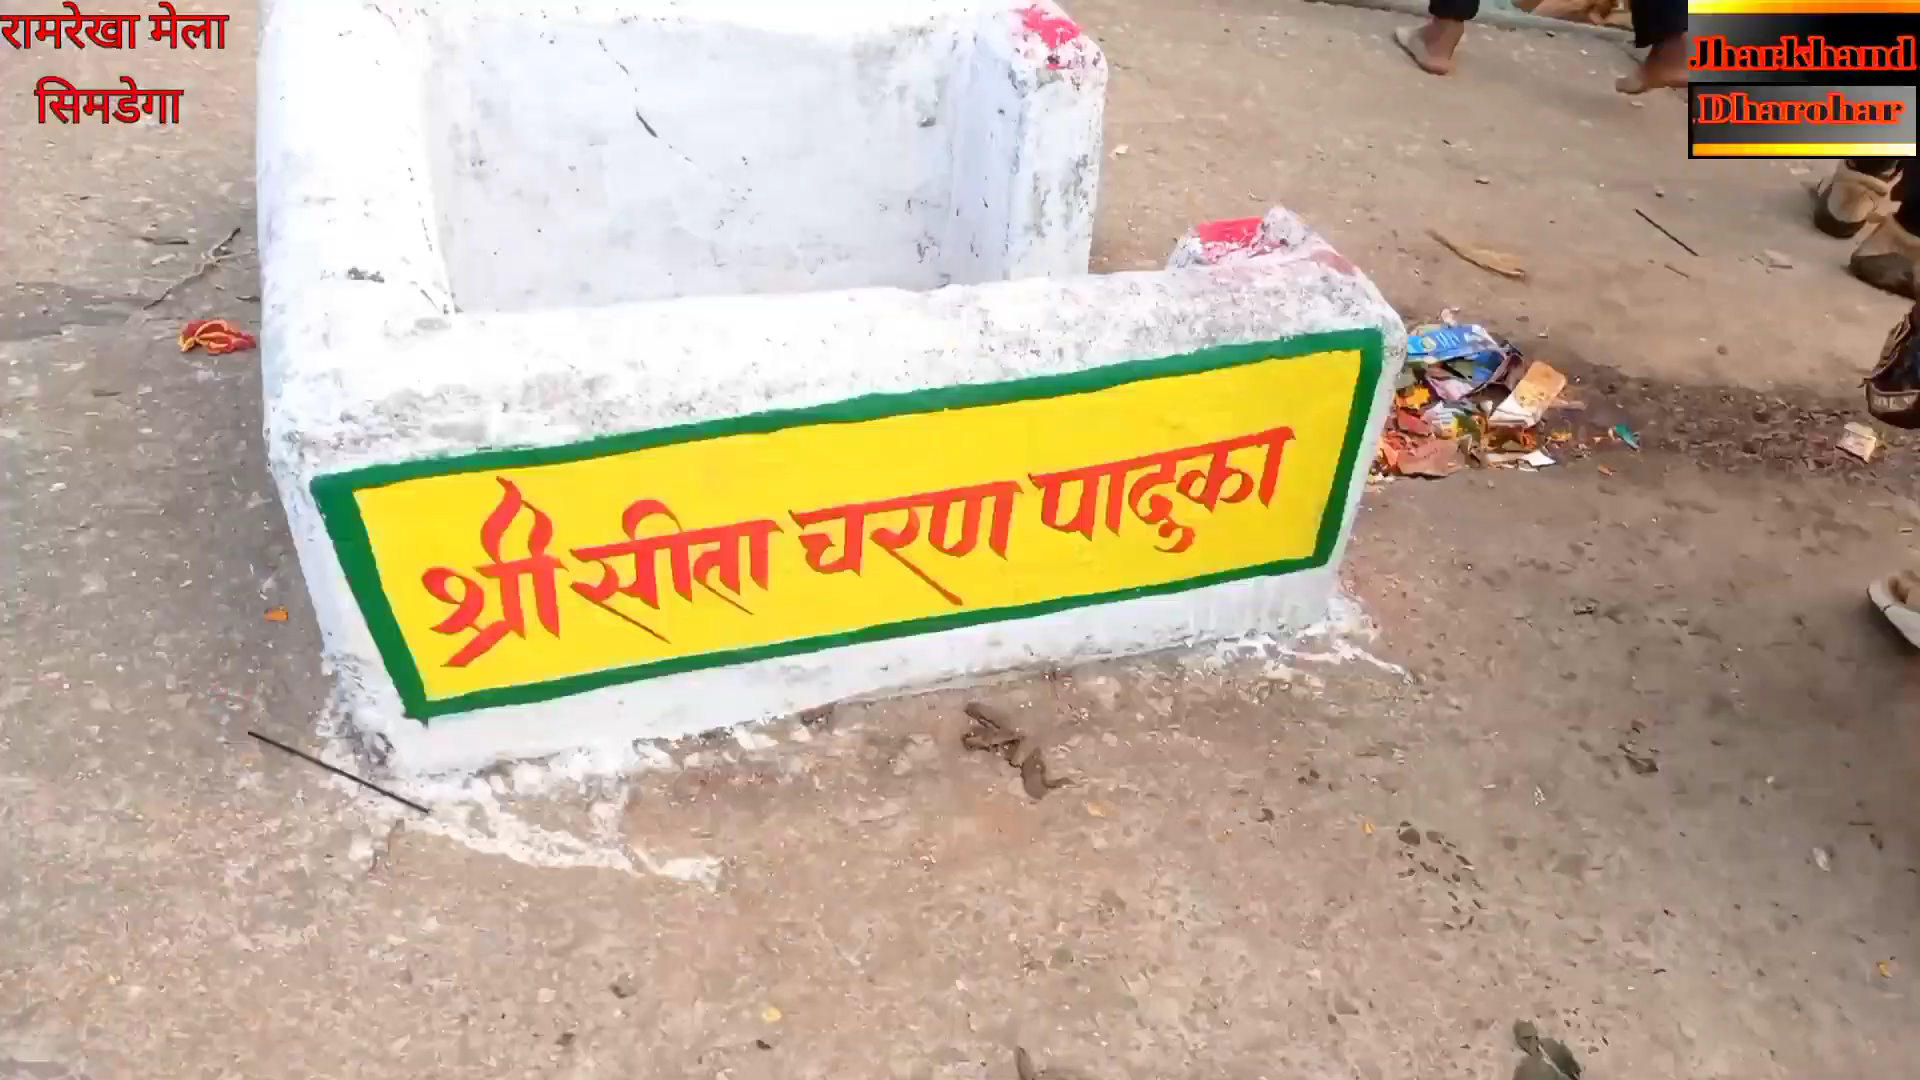 रामरेखा मेला
सिमडेगा
Jharkhand
Dharohar
श्री सीता चरण पादुका